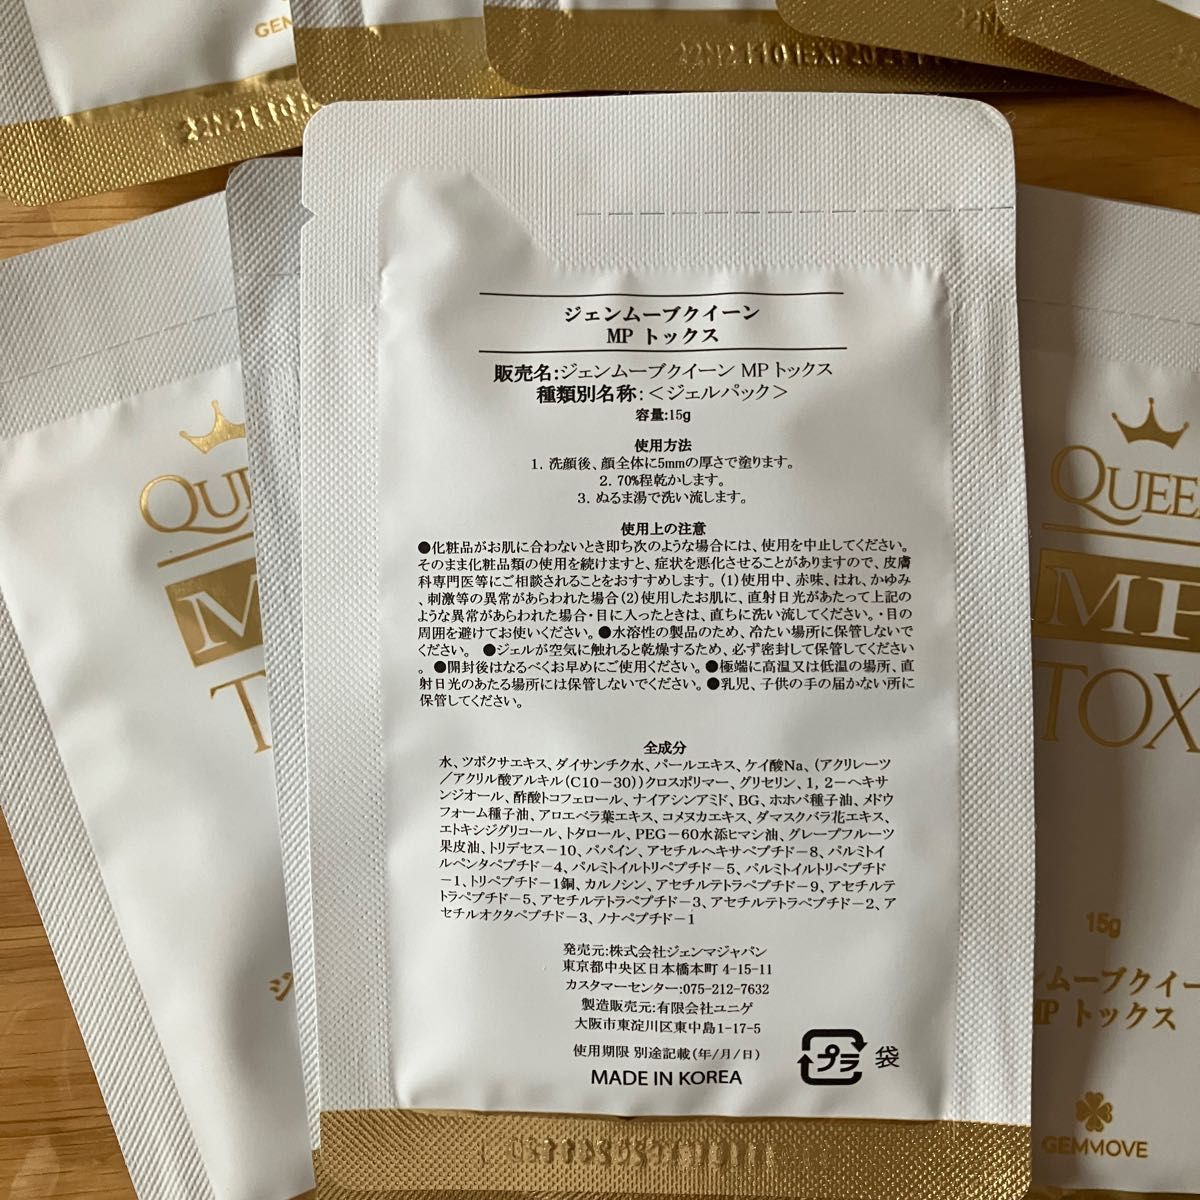 GEM
22N21101EXP20
ジェンムーブクイーン
MP トックス
販売名:ジェンムーブクイーン MPトックス
種類別名称:＜ジェルパック＞
容量:15g
使用方法
1. 洗顔後、顔全体に5mmの厚さで塗ります。
2. 70%程乾かします。
3. ぬるま湯で洗い流します。
使用上の注意
●化粧品がお肌に合わないとき即ち次のような場合には、使用を中止してください。
そのまま化粧品類の使用を続けますと、症状を悪化させることがありますので、皮膚
科専門医等にご相談されることをおすすめします。(1)使用中、赤味、はれ、かゆみ
、刺激等の異常があらわれた場合(2)使用したお肌に、直射日光があたって上記の
ような異常があらわれた場合・目に入ったときは、直ちに洗い流してください。・目の
周囲を避けてお使いください。●水溶性の製品のため、冷たい場所に保管しないで
ください。 ●ジェルが空気に触れると乾燥するため、必ず密封して保管してください
。●開封後はなるべくお早めにご使用ください。●極端に高温又は低温の場所、直
射日光のあたる場所には保管しないでください。●乳児、子供の手の届かない所に
保管してください。
全成分
水、ツボクサエキス、ダイサンチク水、パールエキス、ケイ酸Na、(アクリレーツ
／アクリル酸アルキル(C10－30))クロスポリマー、グリセリン、1, 2－ヘキサ
ンジオール、酢酸トコフェロール、ナイアシンアミド、BG、ホホバ種子油、メドウ
フォーム種子油、アロエベラ葉エキス、コメヌカエキス、ダマスクバラ花エキス、
エトキシジグリコール、トタロール、PEG－60水添ヒマシ油、グレープフルーツ
果皮油、トリデセス－10、パパイン、アセチルヘキサペプチド－8、パルミトイ
ルペンタペプチド－4、パルミトイルトリペプチド－5、パルミトイルトリペプチド
－1、トリペプチド－1銅、カルノシン、アセチルテトラペプチド－9、アセチルテ
トラペプチド－5、アセチルテトラペプチド－3、アセチルテトラペプチド－2、ア
セチルオクタペプチド－3、ノナペプチド－1
発売元:株式会社ジェンマジャパン
東京都中央区日本橋本町 4-15-11
カスタマーセンター:075-212-7632
製造販売元:有限会社ユニゲ
大阪市東淀川区東中島1-17-5
使用期限 別途記載(年/月/日)
MADE IN KOREA
プラ 袋
QUE
M
T
ジ
QUEE
MP
TOX
15g
ンムーブクイー
MP トックス
GEMMOVE